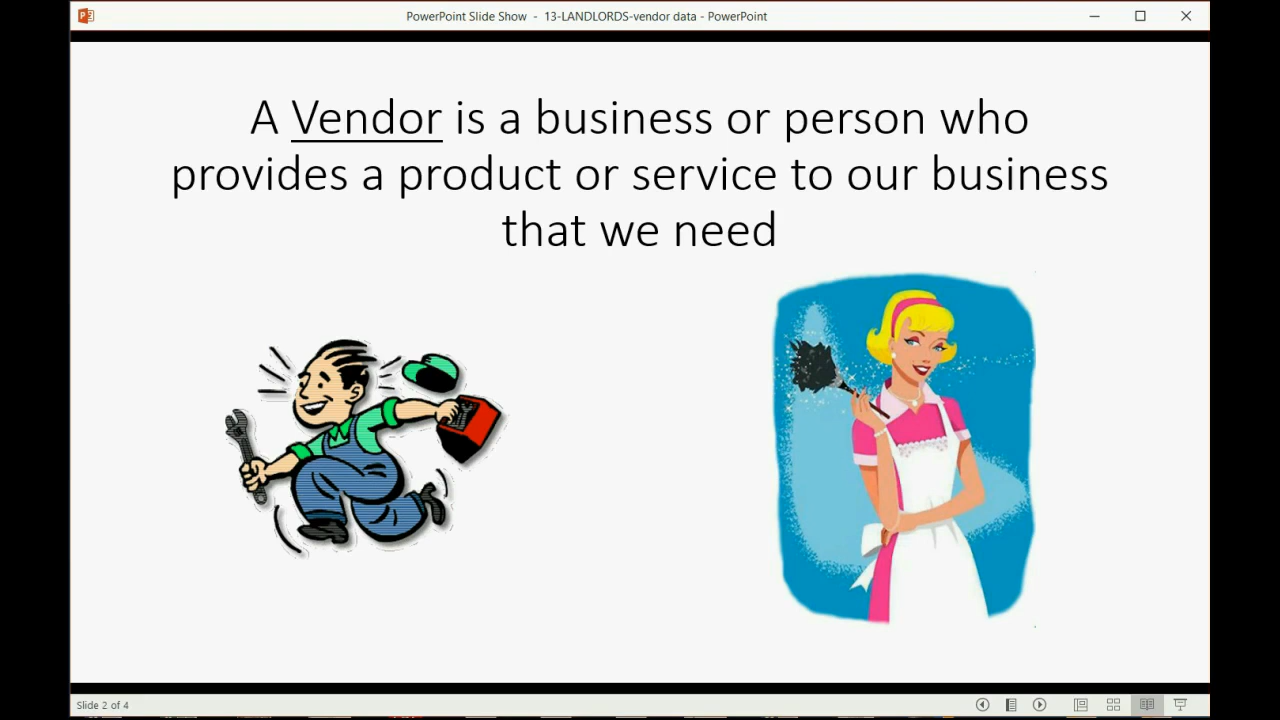 PowerPoint Slide Show - 13-LANDLORDS-vendor data - PowerPoint
A Vendor is a business or person who
provides a product or service to our business
that we need
Slide 2 of 4